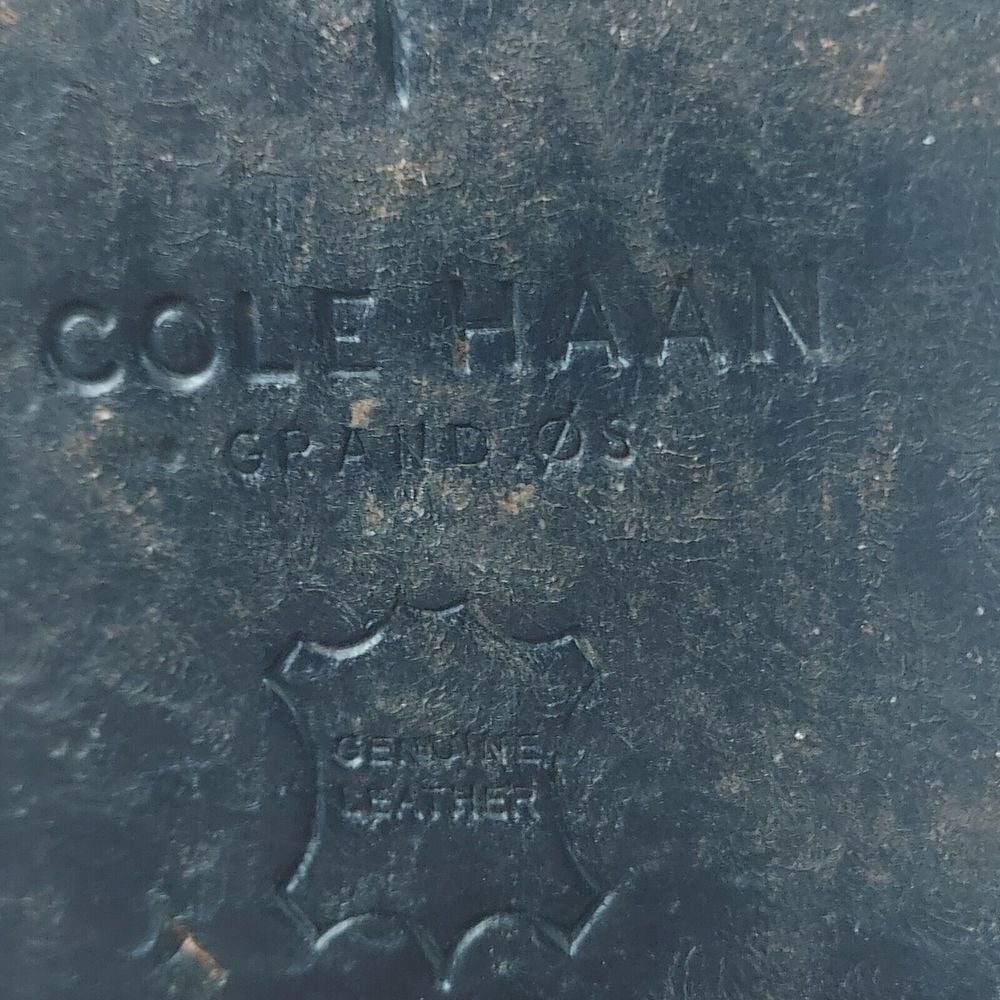 COLE HAAN
GRAND.ØS
GENUINE
LEATHER